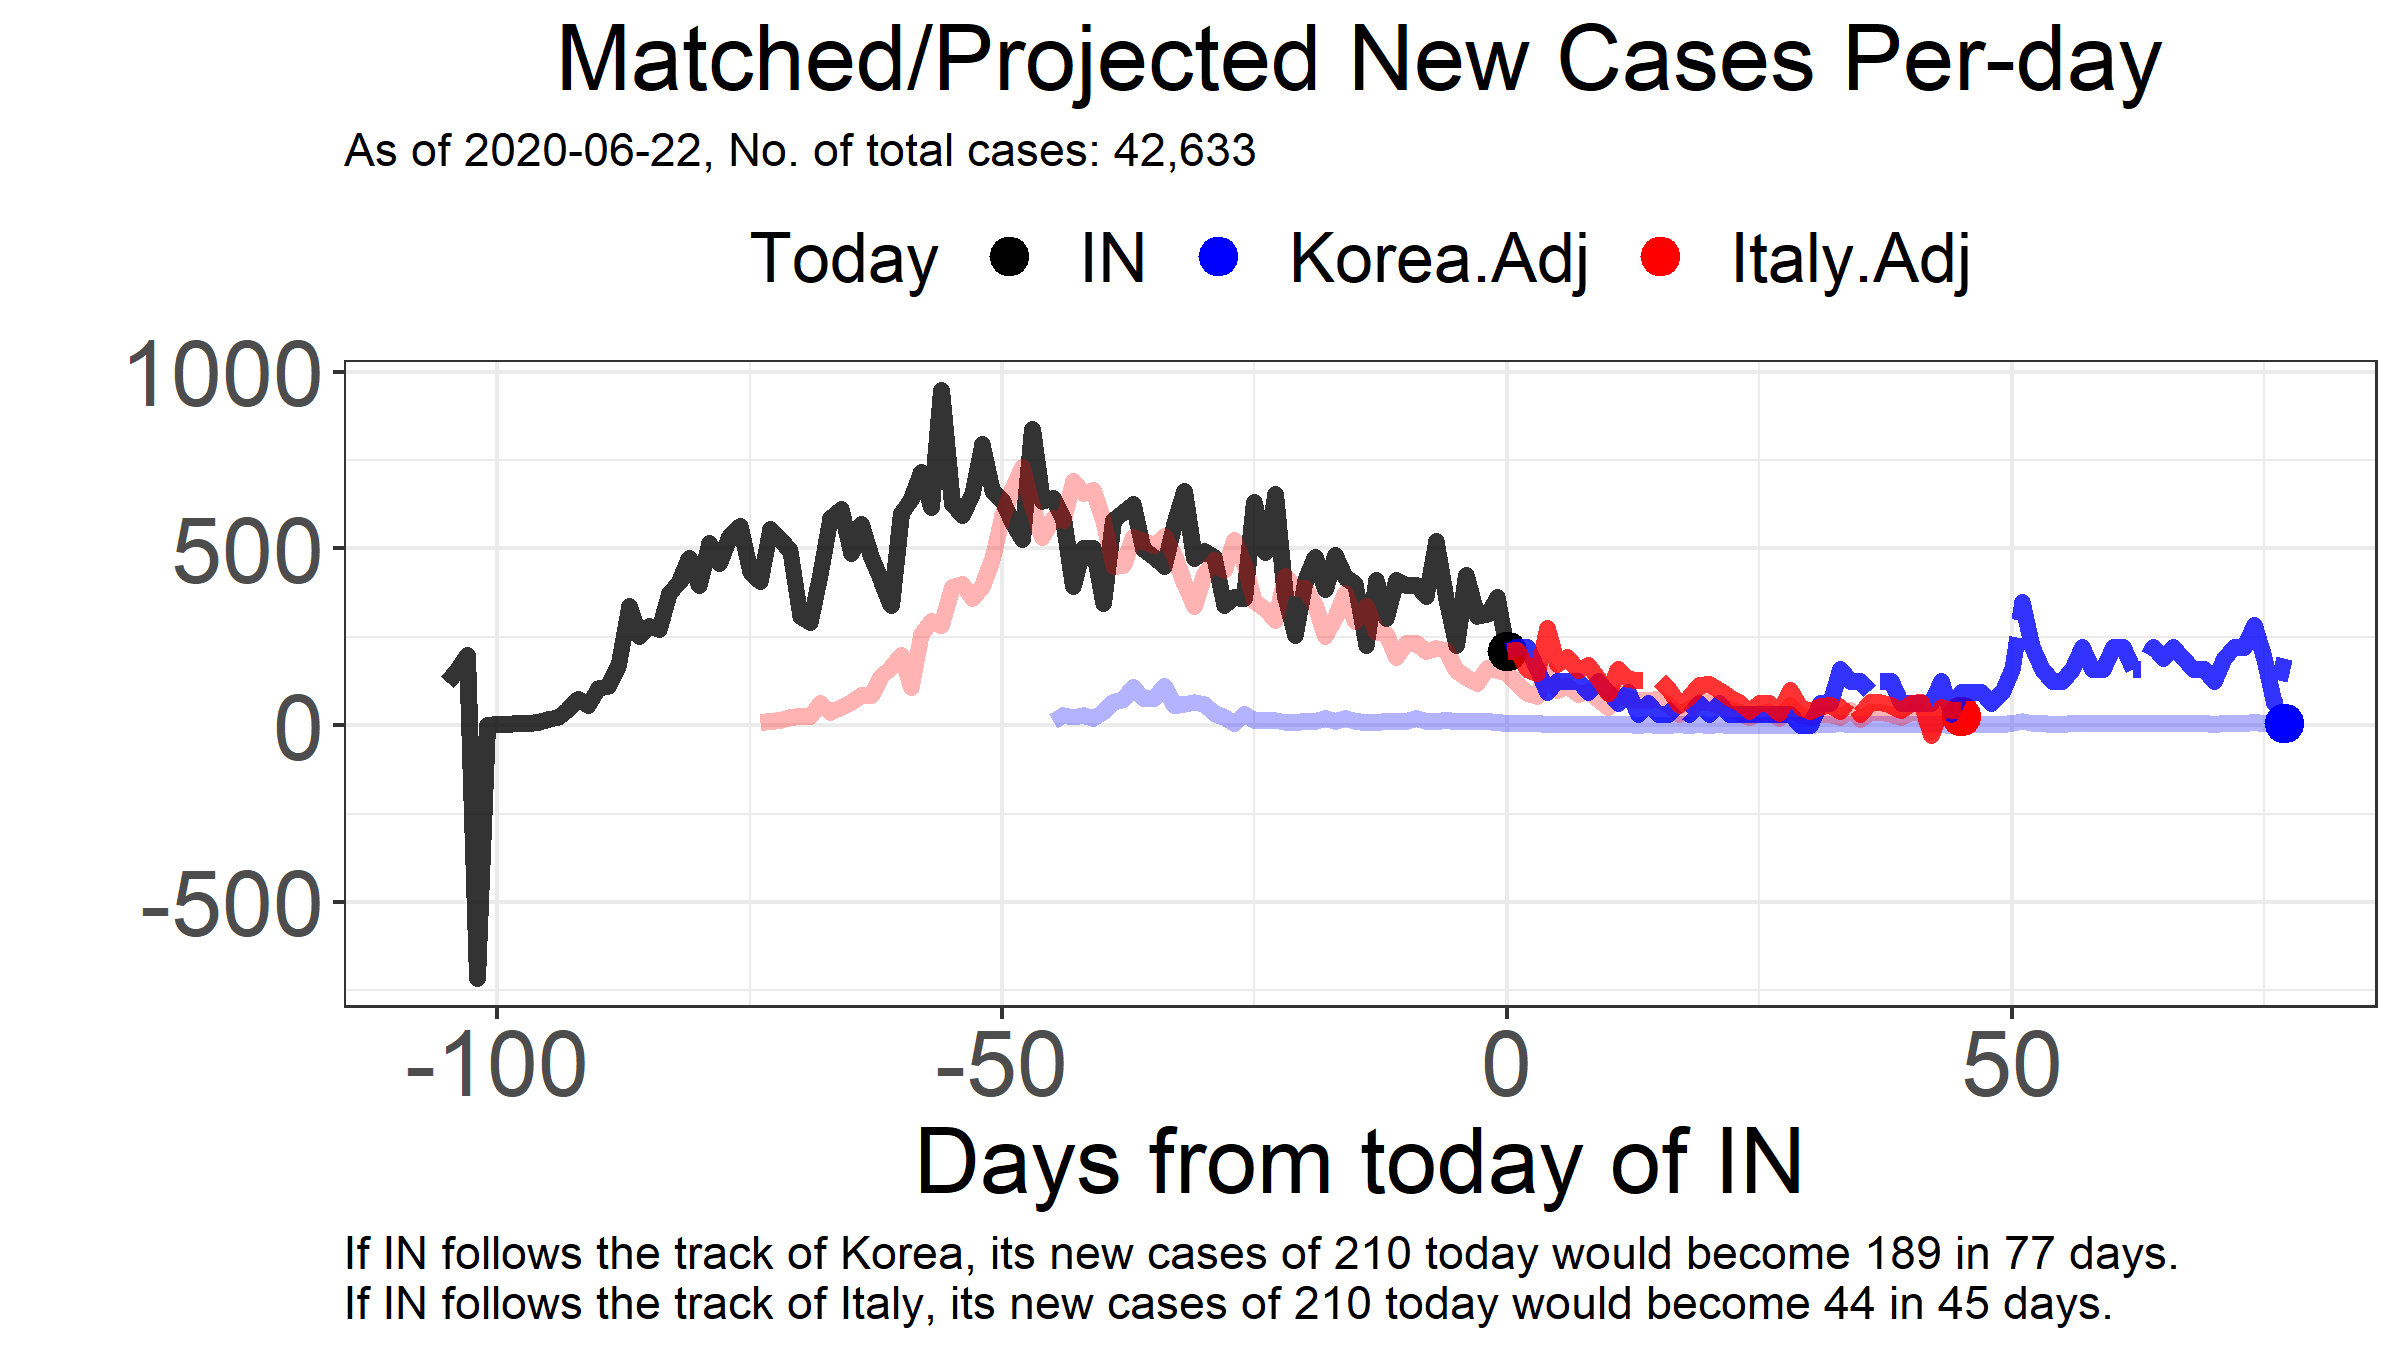 Matched/Projected New Cases Per-day
As of 2020-06-22, No. of total cases: 42,633
Today IN Korea.Adj Italy.Adj
1000
500
0
-500
-100 -50 0 50
Days from today of IN
If IN follows the track of Korea, its new cases of 210 today would become 189 in 77 days.
If IN follows the track of Italy, its new cases of 210 today would become 44 in 45 days.